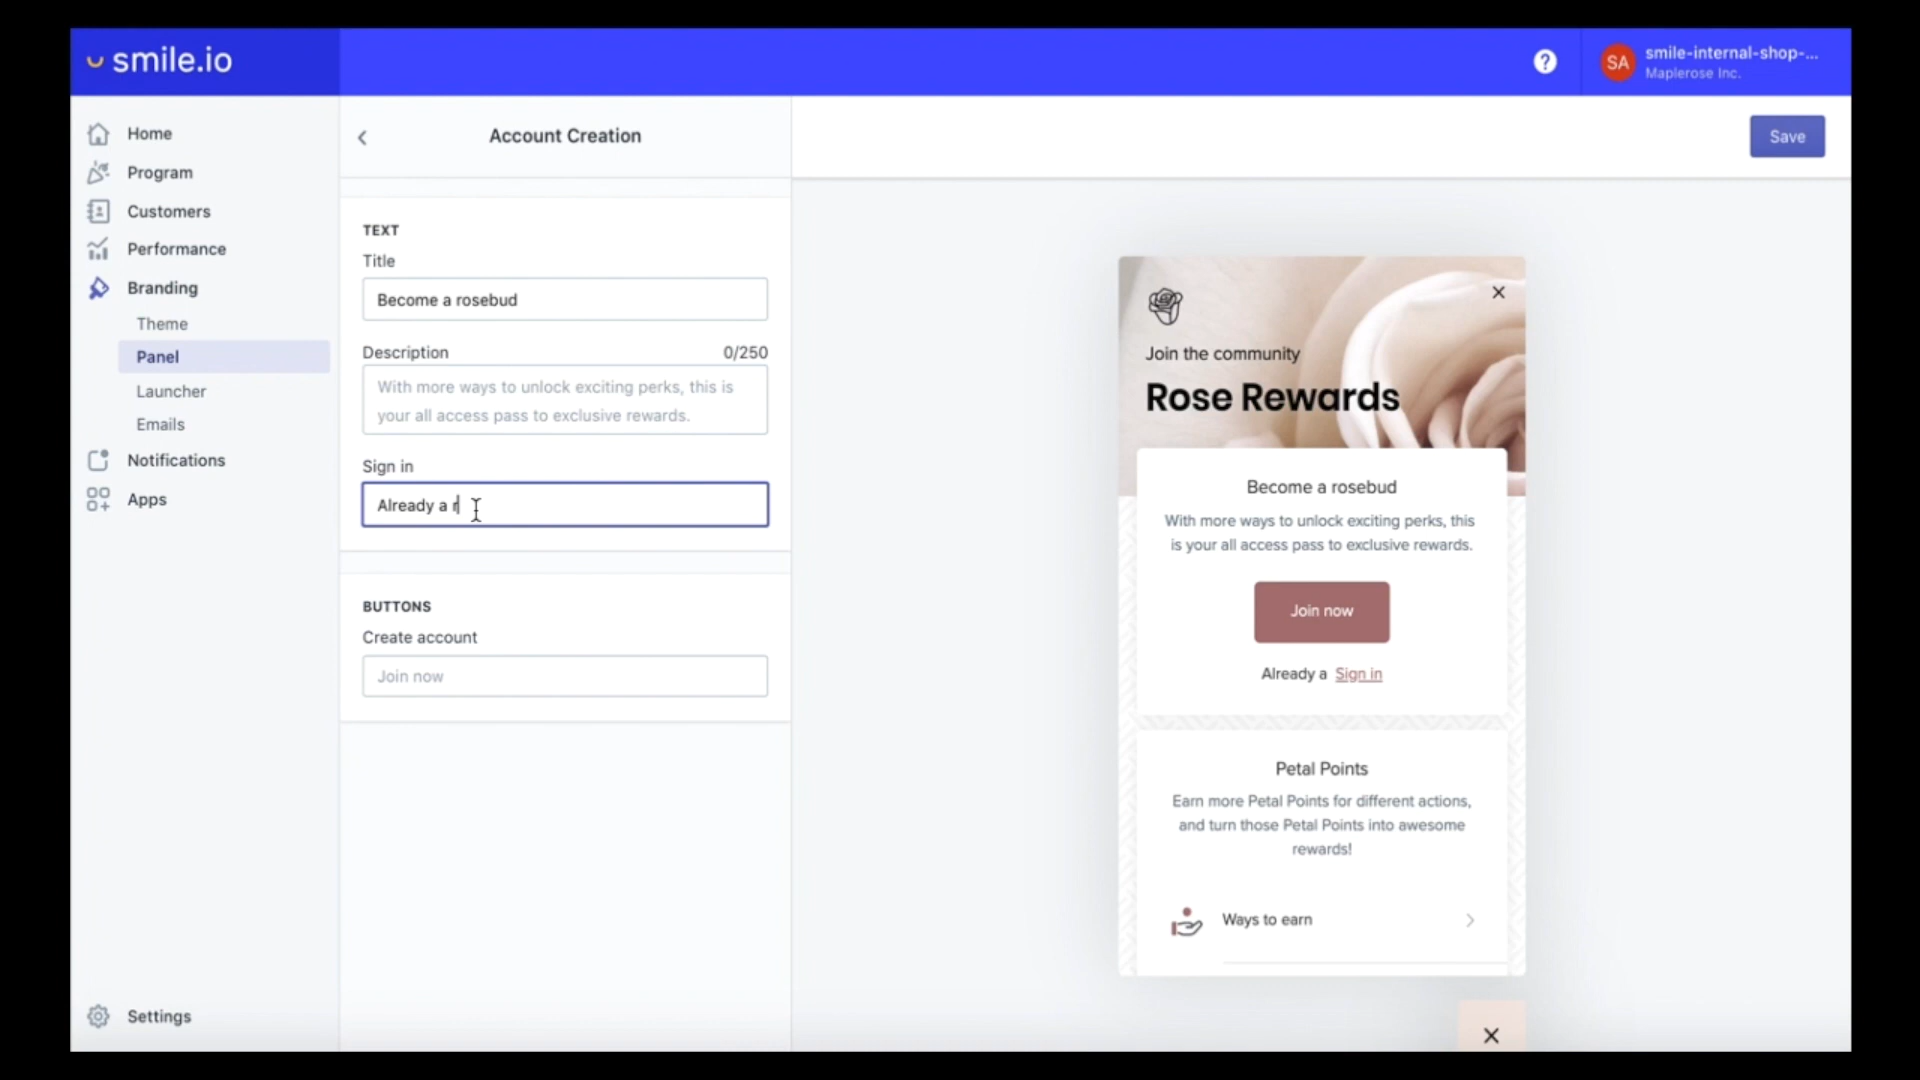 smile.io
?
SA
smile-internal-shop-...
Maplerose Inc.
Home
Program
Customers
Performance
Branding
Theme
Panel
Launcher
Emails
Notifications
Apps
Settings
Account Creation
Save
TEXT
Title
Become a rosebud
Description 0/250
With more ways to unlock exciting perks, this is
your all access pass to exclusive rewards.
Sign in
Already a r
BUTTONS
Create account
Join now
Join the community
Rose Rewards
Become a rosebud
With more ways to unlock exciting perks, this
is your all access pass to exclusive rewards.
Join now
Already a Sign in
Petal Points
Earn more Petal Points for different actions,
and turn those Petal Points into awesome
rewards!
Ways to earn